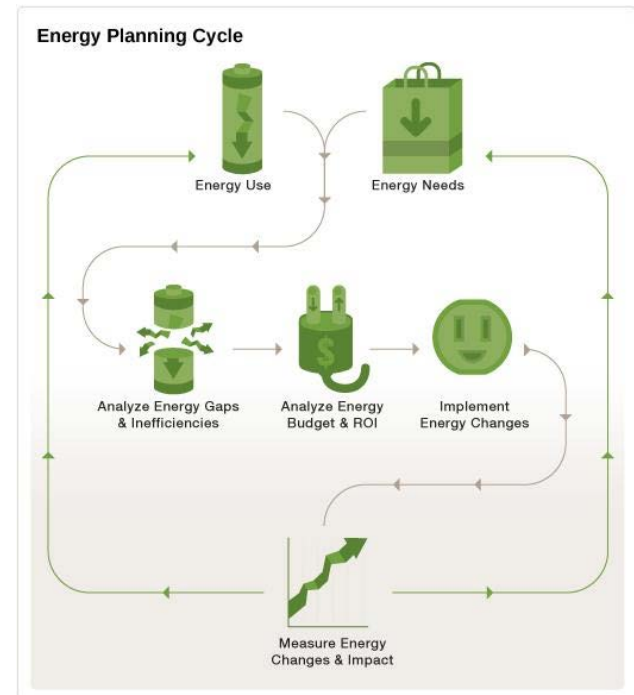 Energy Planning Cycle
Energy Use
Energy Needs
$
Analyze Energy Gaps
& Inefficiencies
Analyze Energy
Budget & ROI
Implement
Energy Changes
Measure Energy
Changes & Impact